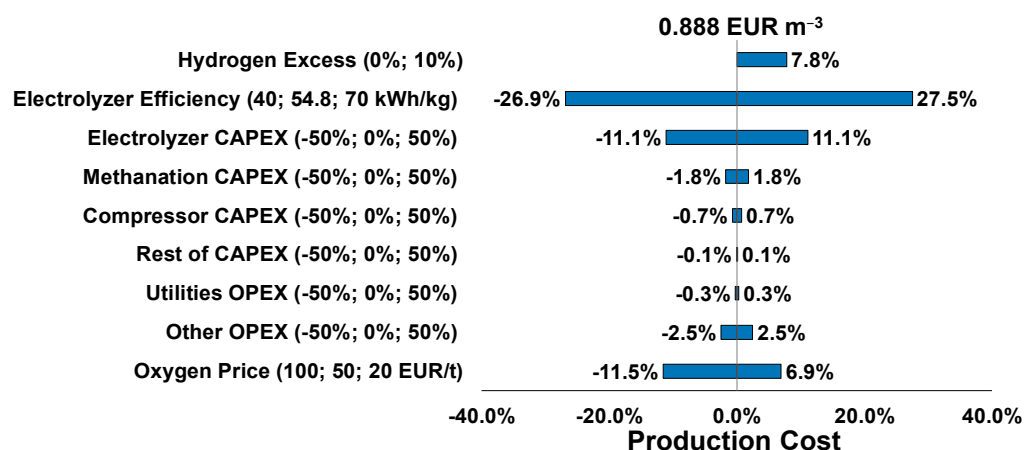 0.888 EUR m⁻³
Hydrogen Excess (0%; 10%) 7.8%
Electrolyzer Efficiency (40; 54.8; 70 kWh/kg) -26.9% 27.5%
Electrolyzer CAPEX (-50%; 0%; 50%) -11.1% 11.1%
Methanation CAPEX (-50%; 0%; 50%) -1.8% 1.8%
Compressor CAPEX (-50%; 0%; 50%) -0.7% 0.7%
Rest of CAPEX (-50%; 0%; 50%) -0.1% 0.1%
Utilities OPEX (-50%; 0%; 50%) -0.3% 0.3%
Other OPEX (-50%; 0%; 50%) -2.5% 2.5%
Oxygen Price (100; 50; 20 EUR/t) -11.5% 6.9%
-40.0% -20.0% 0.0% 20.0% 40.0%
Production Cost